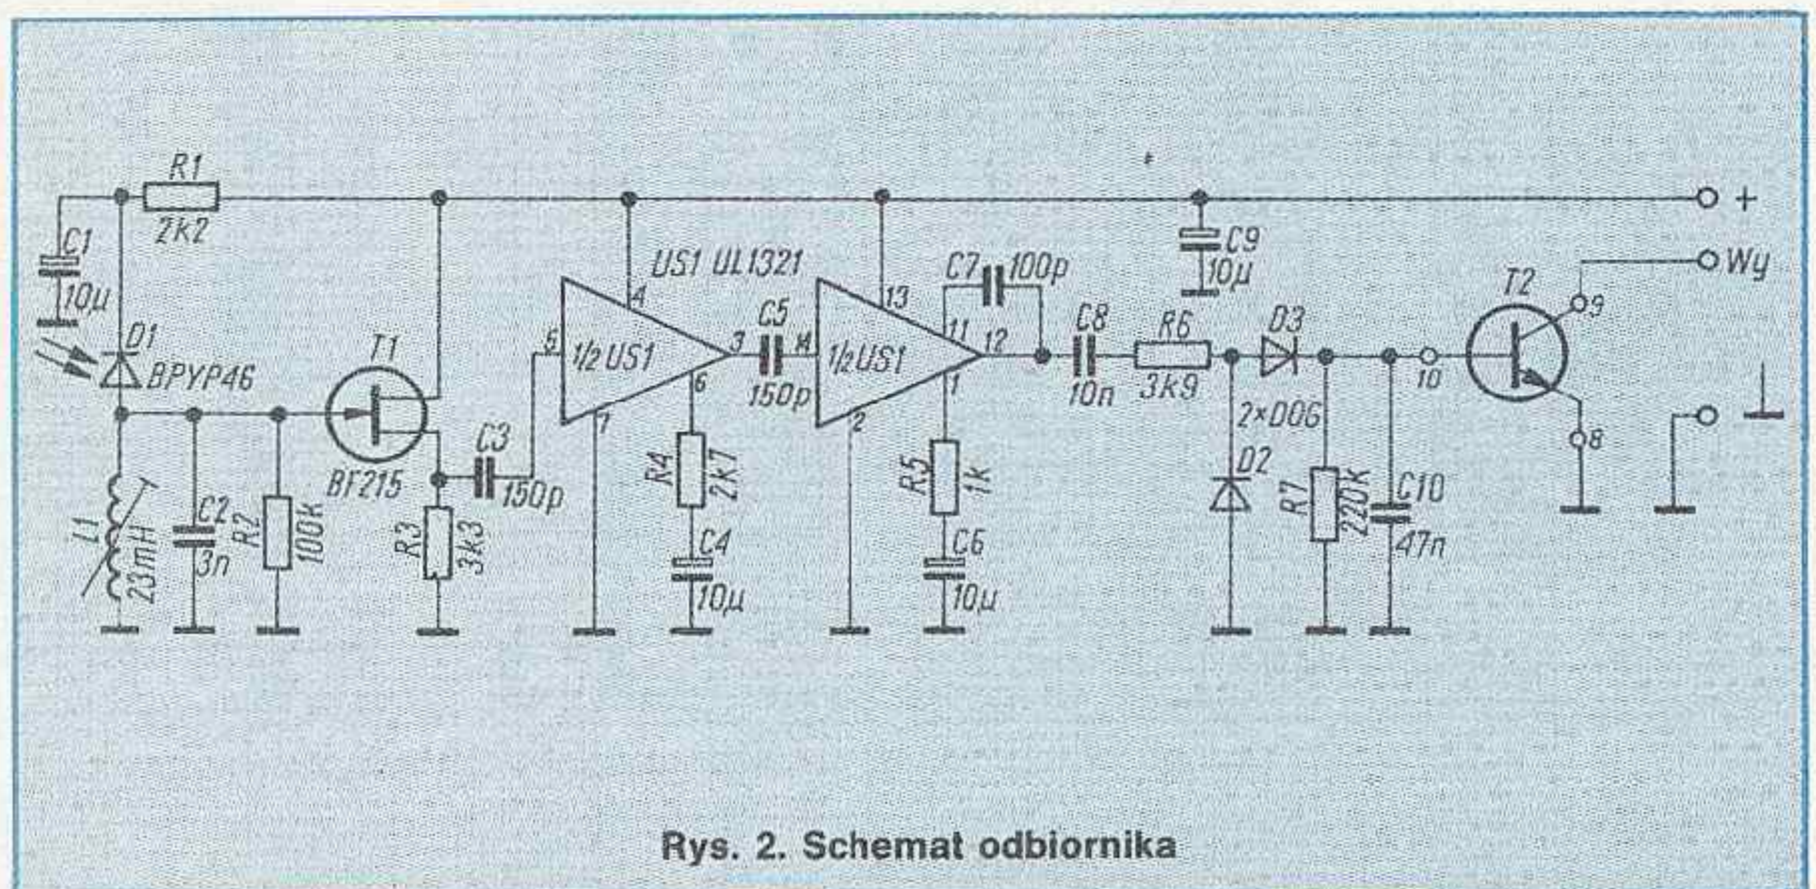 R1
2k2
C1
10µ
D1
BPYP46
T1
BF215
L1
23mH
C2
3n
R2
100k
R3
3k3
C3
150p
5
1/2 US1
4
3
6
7
US1 UL1321
R4
2k7
C4
10µ
C5
150p
14
1/2 US1
13
11
12
1
2
C7
100p
R5
1k
C6
10µ
C8
10n
C9
10µ
R6
3k9
D3
2×D0G
D2
R7
220k
C10
47n
10
T2
9
8
+
Wy
Rys. 2. Schemat odbiornika